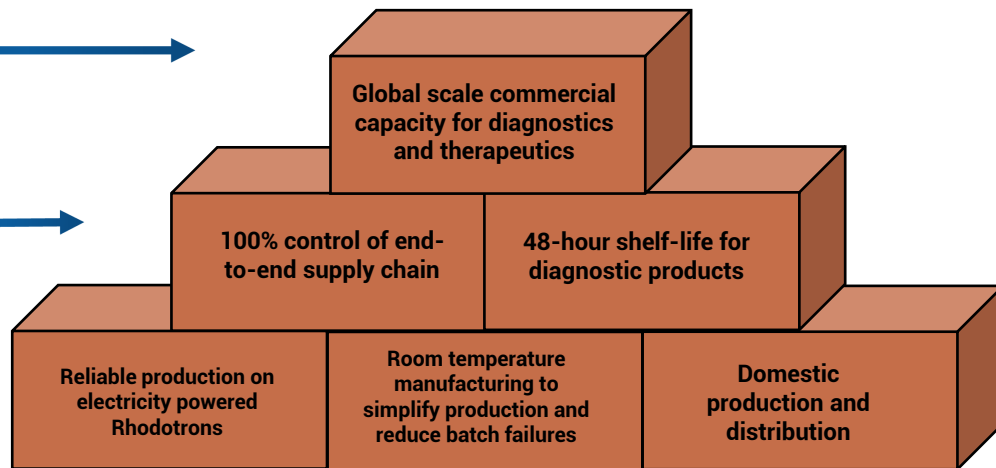 Global scale commercial
capacity for diagnostics
and therapeutics
100% control of end-
to-end supply chain
48-hour shelf-life for
diagnostic products
Reliable production on
electricity powered
Rhodotrons
Room temperature
manufacturing to
simplify production and
reduce batch failures
Domestic
production and
distribution